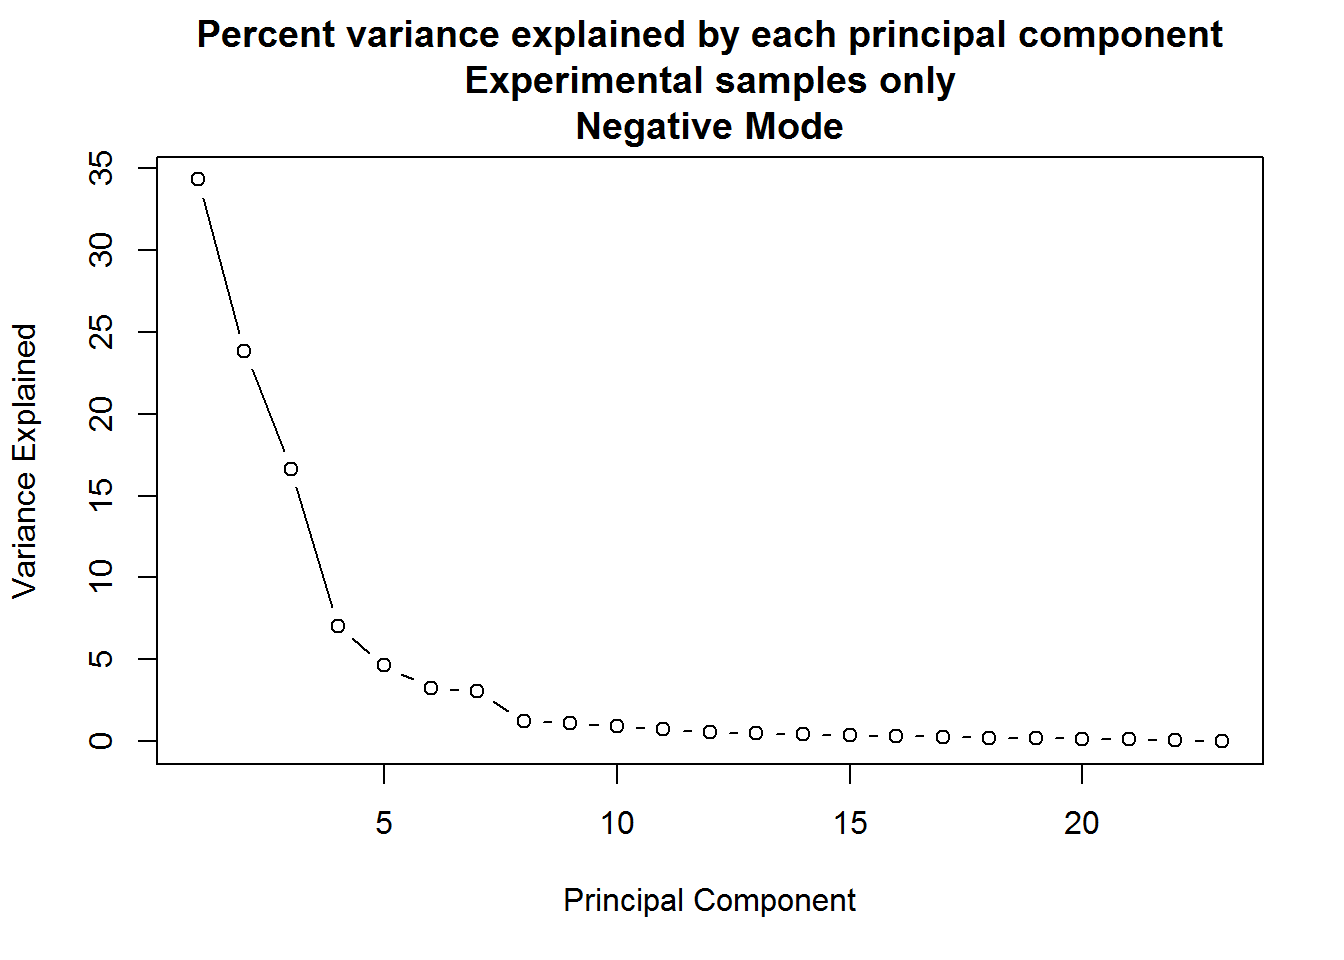 Percent variance explained by each principal component
Experimental samples only
Negative Mode
Variance Explained
35
30
25
20
15
10
5
0
5 10 15 20
Principal Component